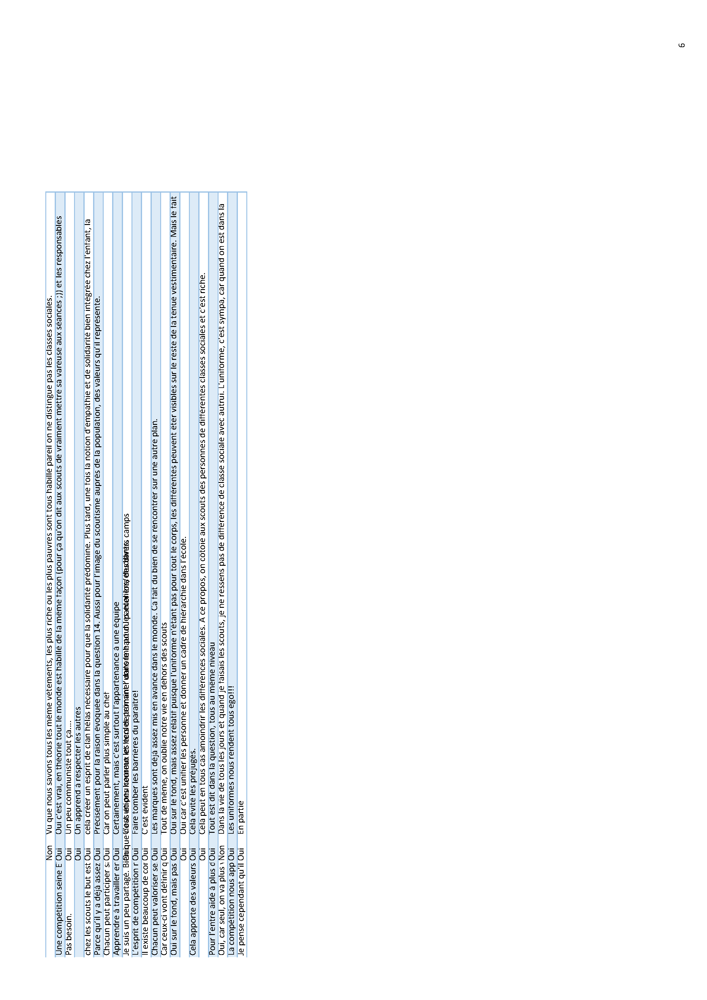 6
Non Vu que nous savons tous les même vêtements, les plus riche ou les plus pauvres sont tous habillé pareil on ne distingue pas les classes sociales.
Une compétition seine E Oui Oui c'est vrai, en théorie tout le monde est habillé de la même façon (pour ça qu'on dit aux scouts de vraiment mettre sa vareuse aux séances ;)) et les responsables
Pas besoin. Oui Un peu communiste tout ça....
Oui On apprend à respecter les autres
chez les scouts le but est Oui cela créer un esprit de clan hélas nécessaire pour que la solidarité prédomine. Plus tard, une fois la notion d'empathie et de solidarité bien intégrée chez l'enfant, la
Parce qu'il y a déjà assez Oui Précisément pour la raison évoquée dans la question 14. Aussi pour l'image du scoutisme auprès de la population, des valeurs qu'il représente.
Chacun peut participer s Oui Car on peut parler plus simple au chef
Apprendre à travailler er Oui Certainement, mais c'est surtout l'appartenance à une équipe
Je suis un peu partagé. Bien que camps
L'esprit de compétition r Oui Faire tomber les barrières du paraître!
Il existe beaucoup de cor Oui C'est évident
Chacun peut valoriser se Oui Les marques sont déjà assez mis en avance dans le monde. Ca fait du bien de se rencontrer sur une autre plan.
Car ceux-ci vont définir q Oui Tout de même, on oublie notre vie en dehors des scouts
Oui sur le fond, mais pas Oui Oui sur le fond, mais assez relatif puisque l'uniforme n'étant pas pour tout le corps, les différentes peuvent êter visibles sur le reste de la tenue vestimentaire. Mais le fait
Oui Oui car c'est unifier les personne et donner un cadre de hiérarchie dans l'école.
Cela apporte des valeurs Oui Cela évite les préjugés.
Oui Cela peut en tous cas amoindrir les différences sociales. A ce propos, on côtoie aux scouts des personnes de différentes classes sociales et c'est riche.
Pour l'entre aide à plus d Oui Tout est dit dans la question, tous au même niveau
Oui, car seul, on va plus v Non Dans la vie de tous les jours et quand je faisais les scouts, je ne ressens pas de différence de classe sociale avec autrui. L'uniforme, c'est sympa, car quand on est dans la
La compétition nous app Oui Les uniformes nous rendent tous ego!!!
Je pense cependant qu'il Oui En partie